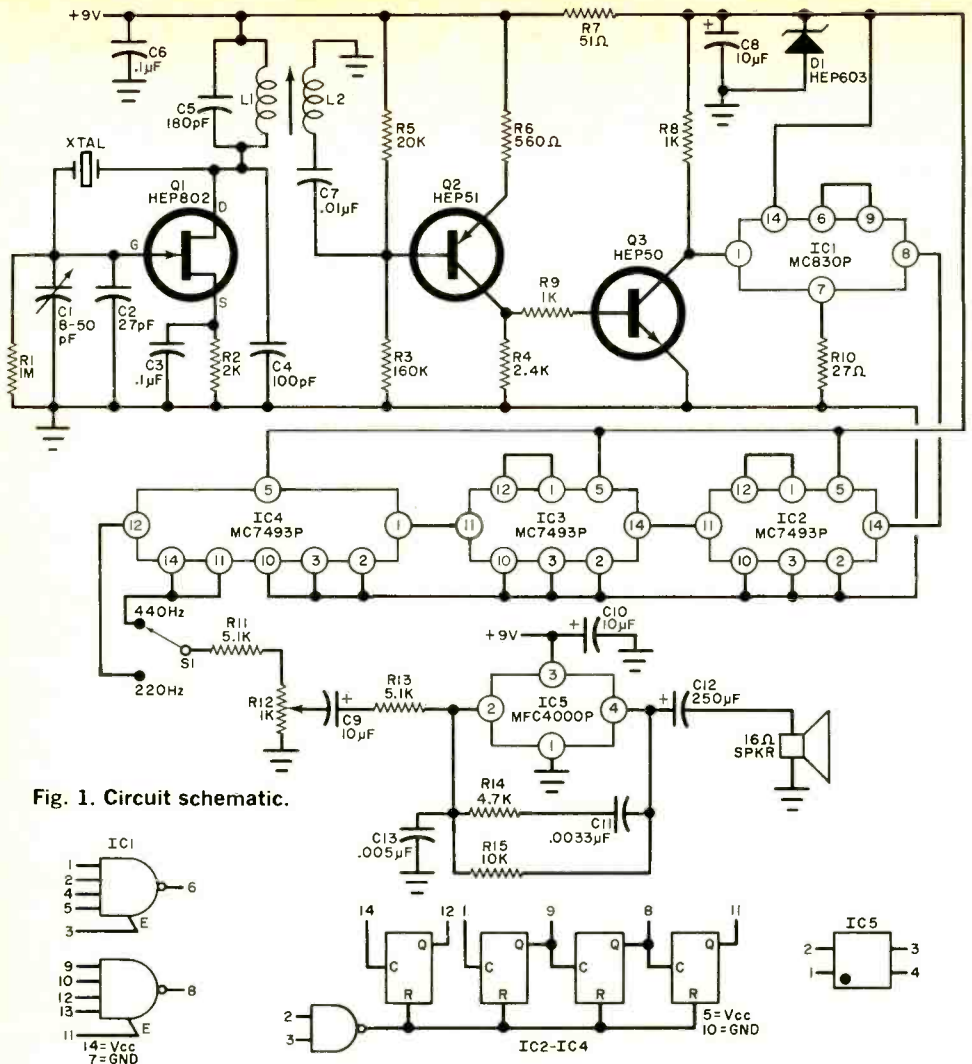 +9V
C6
.1µF
C5
180pF
L1
L2
R7
51Ω
C8
10µF
D1
HEP603
R5
20K
R6
560Ω
R8
1K
XTAL
Q1
HEP802
D
G
S
C7
.01µF
Q2
HEP51
Q3
HEP50
14
6
9
1
IC1
MC830P
8
7
R9
1K
R1
1M
C1
8-50
pF
C2
27pF
C3
.1µF
R2
2K
C4
100pF
R3
160K
R4
2.4K
R10
27Ω
5
12
IC4
MC7493P
1
14
11
10
3
2
12
1
5
11
IC3
MC7493P
14
10
3
2
12
1
5
11
IC2
MC7493P
14
10
3
2
440Hz
S1
220Hz
R11
5.1K
R12
1K
C9
10µF
R13
5.1K
+9V
C10
10µF
3
2
IC5
MFC4000P
4
1
C12
250µF
16Ω
SPKR
R14
4.7K
C11
.0033µF
C13
.005µF
R15
10K
Fig. 1. Circuit schematic.
IC1
1
2
4
5
3
E
6
9
10
12
13
11
E
8
14=Vcc
7=GND
14
12
1
9
8
11
Q
Q
Q
Q
C
C
C
C
R
R
R
R
2
3
5=Vcc
10=GND
IC2-IC4
IC5
2
3
1
4